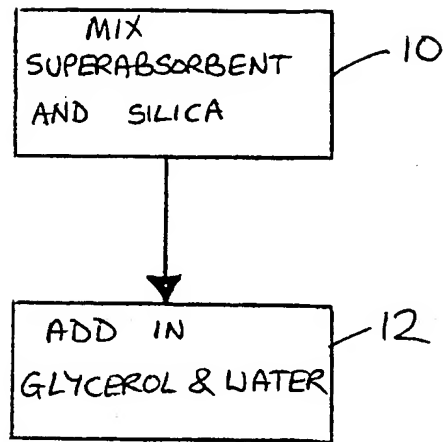 MIX
SUPERABSORBENT
AND SILICA
10
ADD IN
GLYCEROL & WATER
12